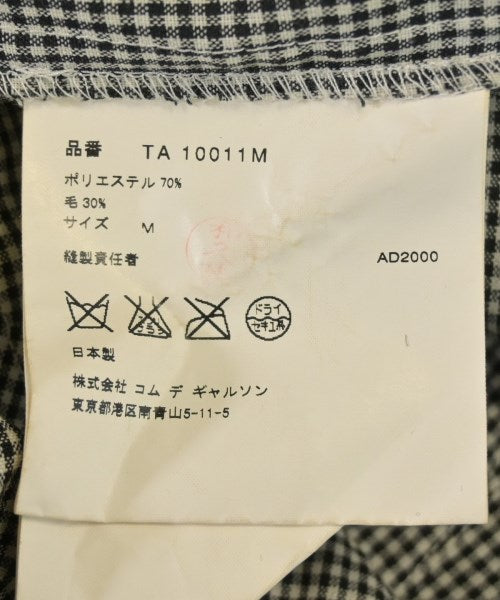 品番 TA 10011M
ポリエステル 70%
毛 30%
サイズ M
縫製責任者 AD2000
ドライ
セキユ系
日本製
株式会社 コム デ ギャルソン
東京都港区南青山5-11-5